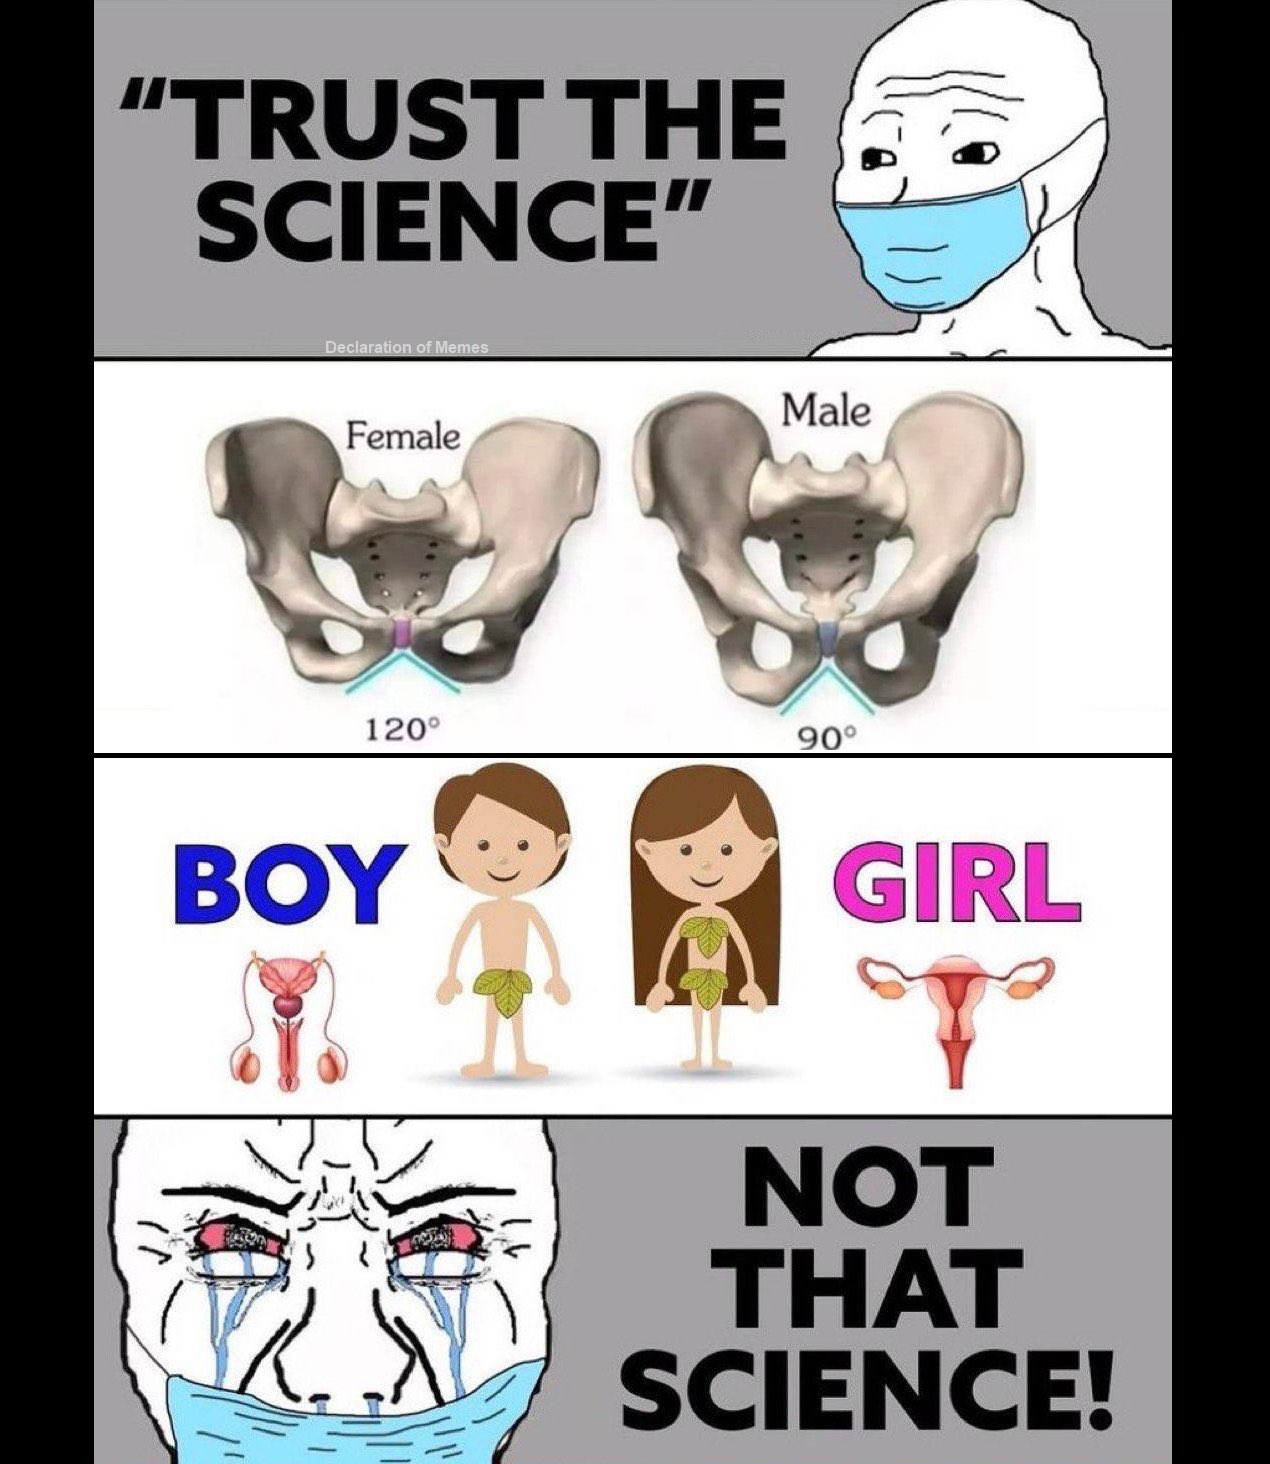 "TRUST THE
SCIENCE"
Declaration of Memes
Female
Male
120°
90°
BOY
GIRL
NOT
THAT
SCIENCE!